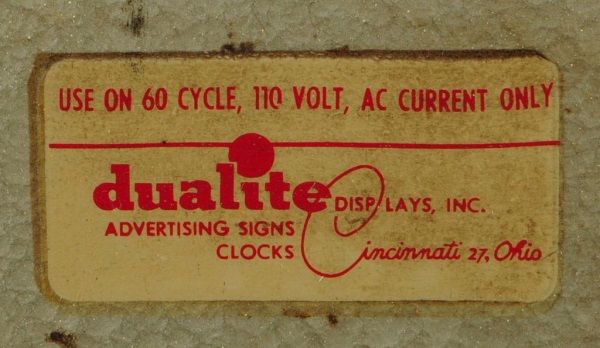 USE ON 60 CYCLE, 110 VOLT, AC CURRENT ONLY
dualite DISPLAYS, INC.
ADVERTISING SIGNS
CLOCKS Cincinnati 27, Ohio